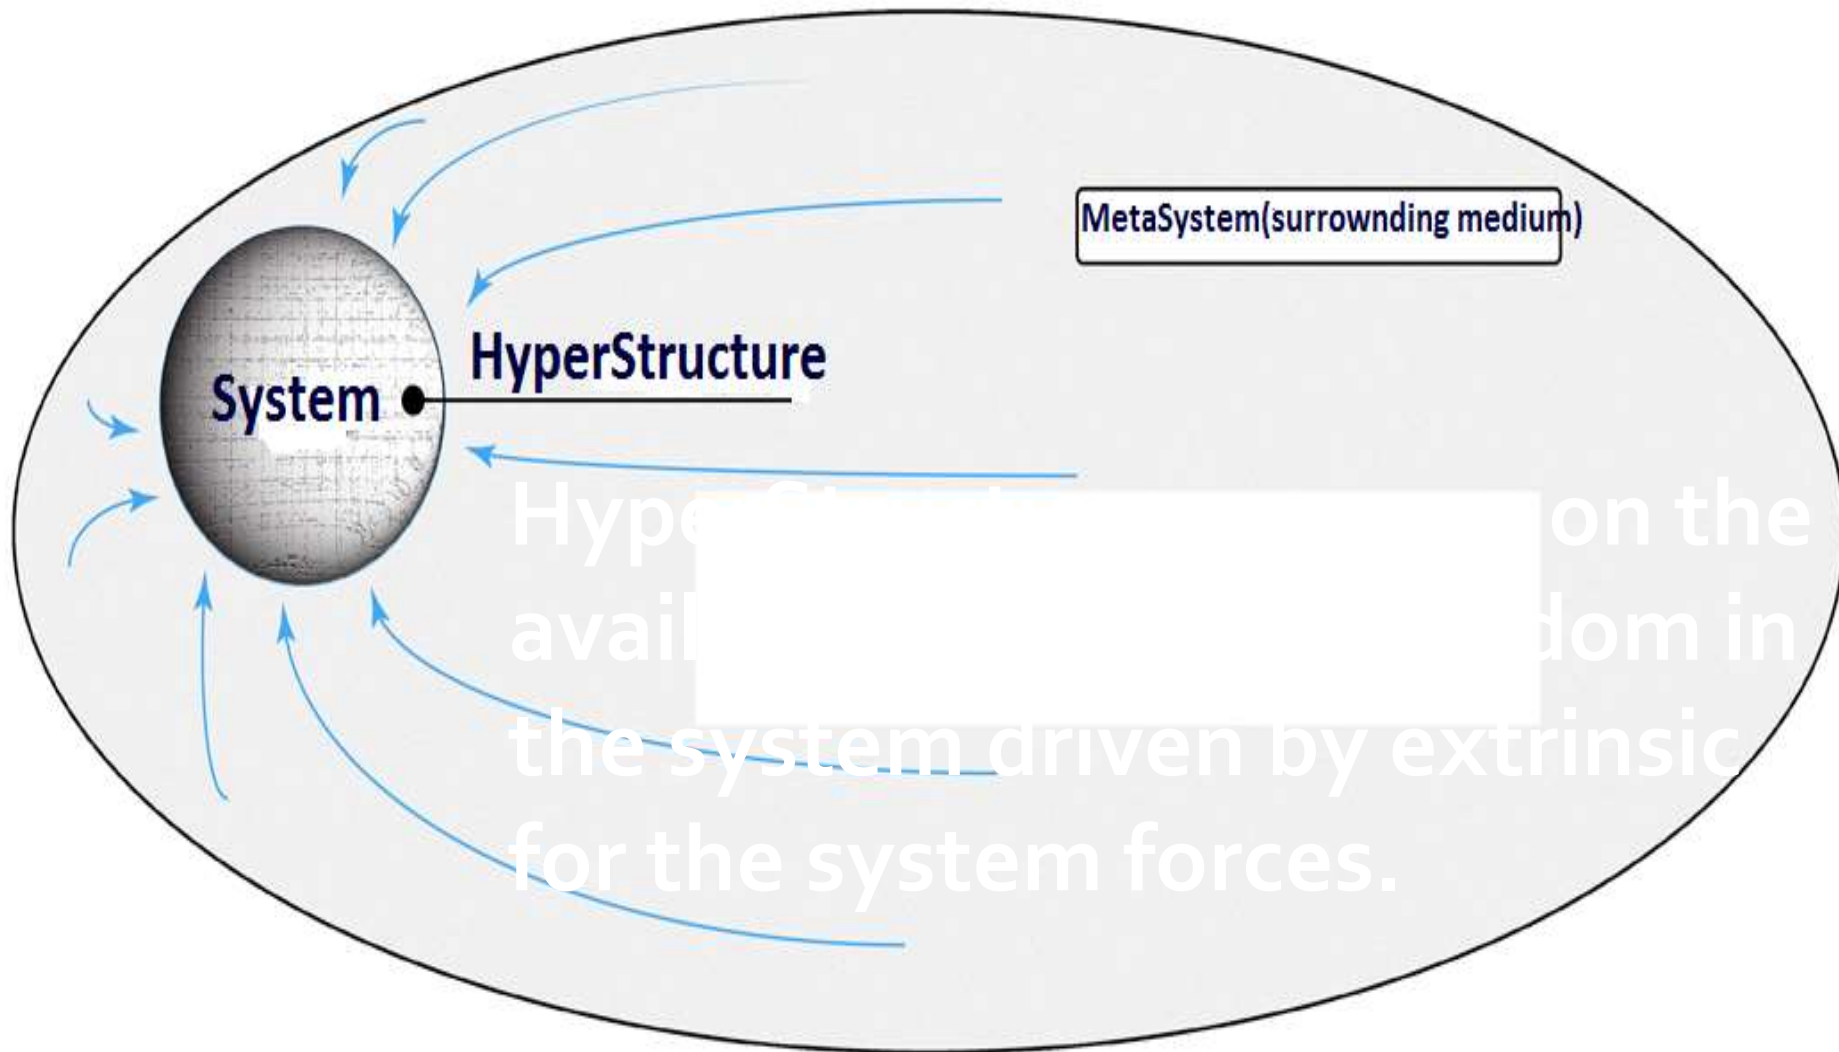 MetaSystem(surrownding medium)
HyperStructure
System
on the
dom in
the system driven by extrinsic
for the system forces.